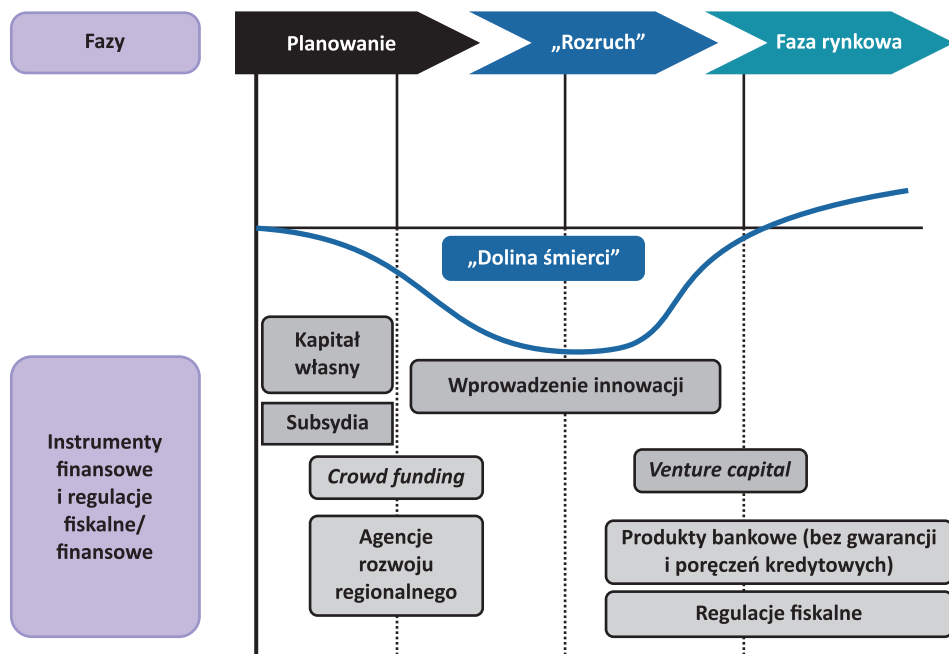 Fazy
Planowanie
„Rozruch”
Faza rynkowa
„Dolina śmierci”
Kapitał
własny
Wprowadzenie innowacji
Subsydia
Instrumenty
finansowe
i regulacje
fiskalne/
finansowe
Crowd funding
Venture capital
Agencje
rozwoju
regionalnego
Produkty bankowe (bez gwarancji
i poręczeń kredytowych)
Regulacje fiskalne